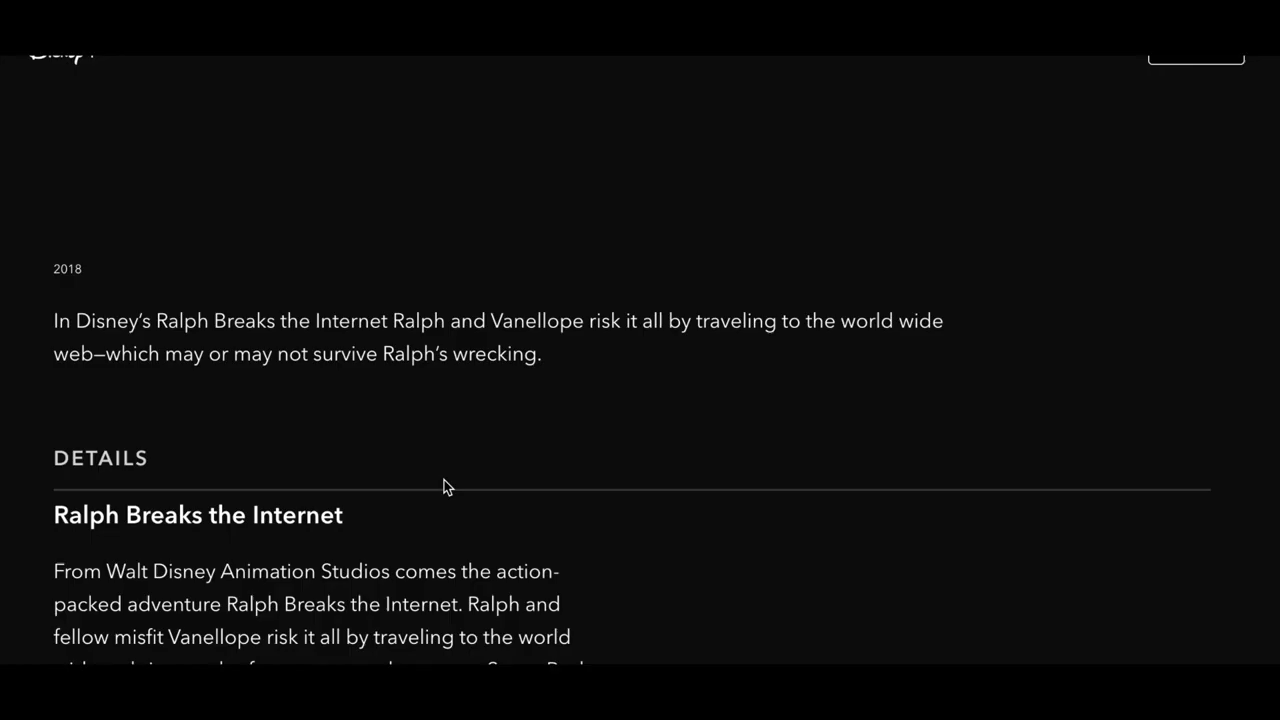 2018
In Disney’s Ralph Breaks the Internet Ralph and Vanellope risk it all by traveling to the world wide
web—which may or may not survive Ralph’s wrecking.
DETAILS
Ralph Breaks the Internet
From Walt Disney Animation Studios comes the action-
packed adventure Ralph Breaks the Internet. Ralph and
fellow misfit Vanellope risk it all by traveling to the world